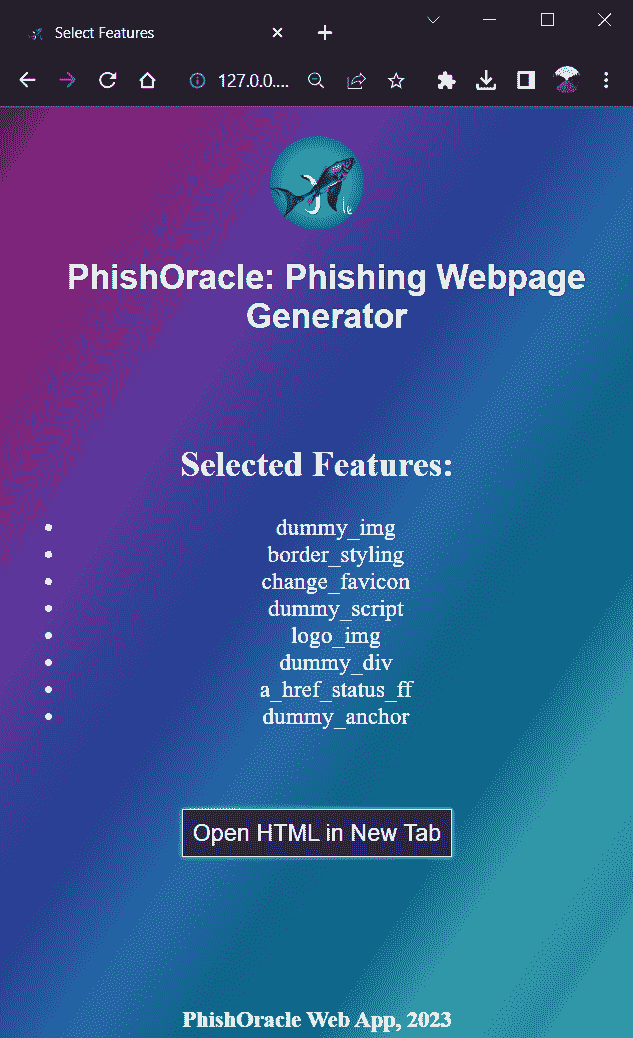 Select Features
127.0.0....
le
PhishOracle: Phishing Webpage
Generator
Selected Features:
dummy_img
border_styling
change_favicon
dummy_script
logo_img
dummy_div
a_href_status_ff
dummy_anchor
Open HTML in New Tab
PhishOracle Web App, 2023